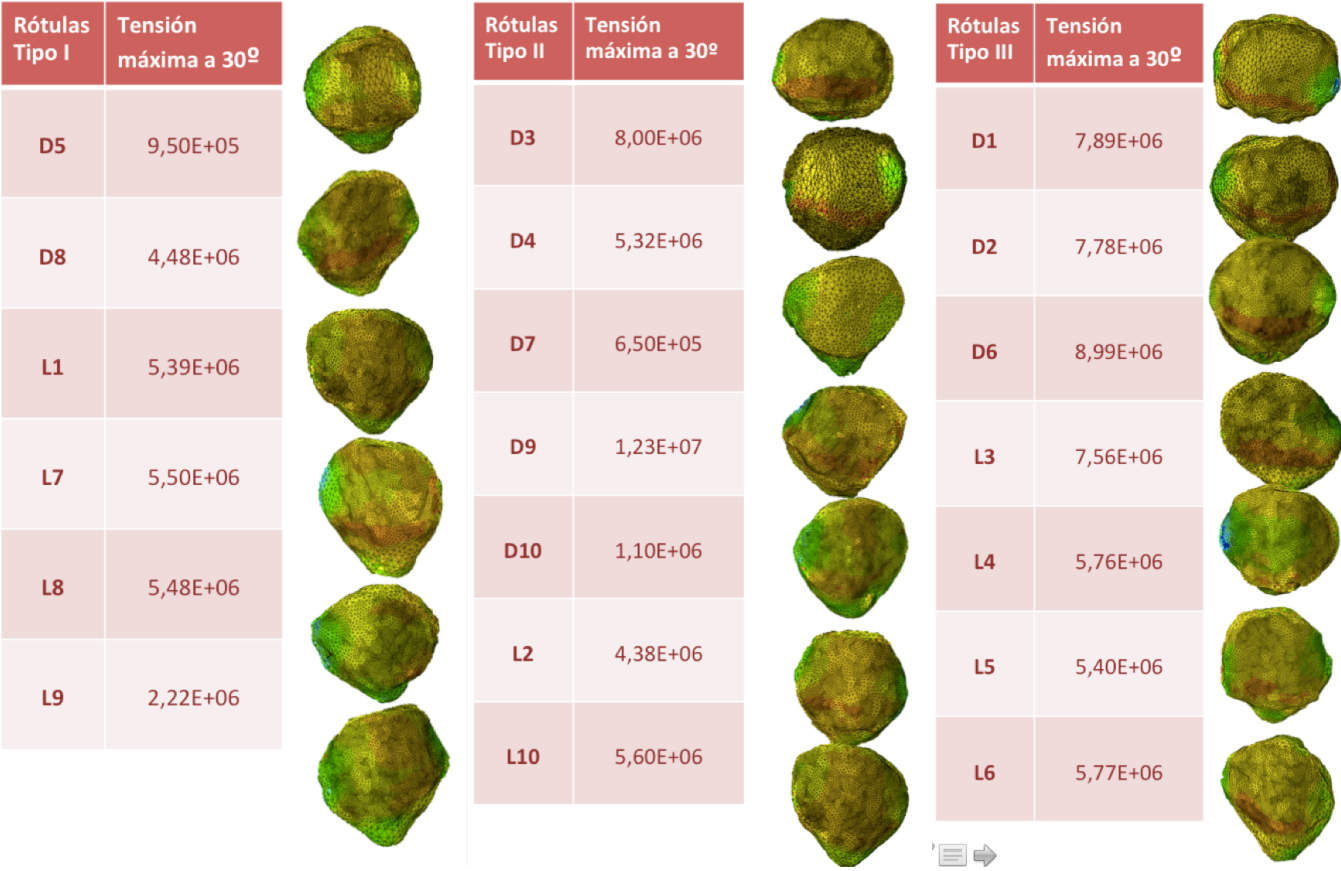 Rótulas Tipo I Tensión máxima a 30º
D5 9,50E+05
D8 4,48E+06
L1 5,39E+06
L7 5,50E+06
L8 5,48E+06
L9 2,22E+06
Rótulas Tipo II Tensión máxima a 30º
D3 8,00E+06
D4 5,32E+06
D7 6,50E+05
D9 1,23E+07
D10 1,10E+06
L2 4,38E+06
L10 5,60E+06
Rótulas Tipo III Tensión máxima a 30º
D1 7,89E+06
D2 7,78E+06
D6 8,99E+06
L3 7,56E+06
L4 5,76E+06
L5 5,40E+06
L6 5,77E+06